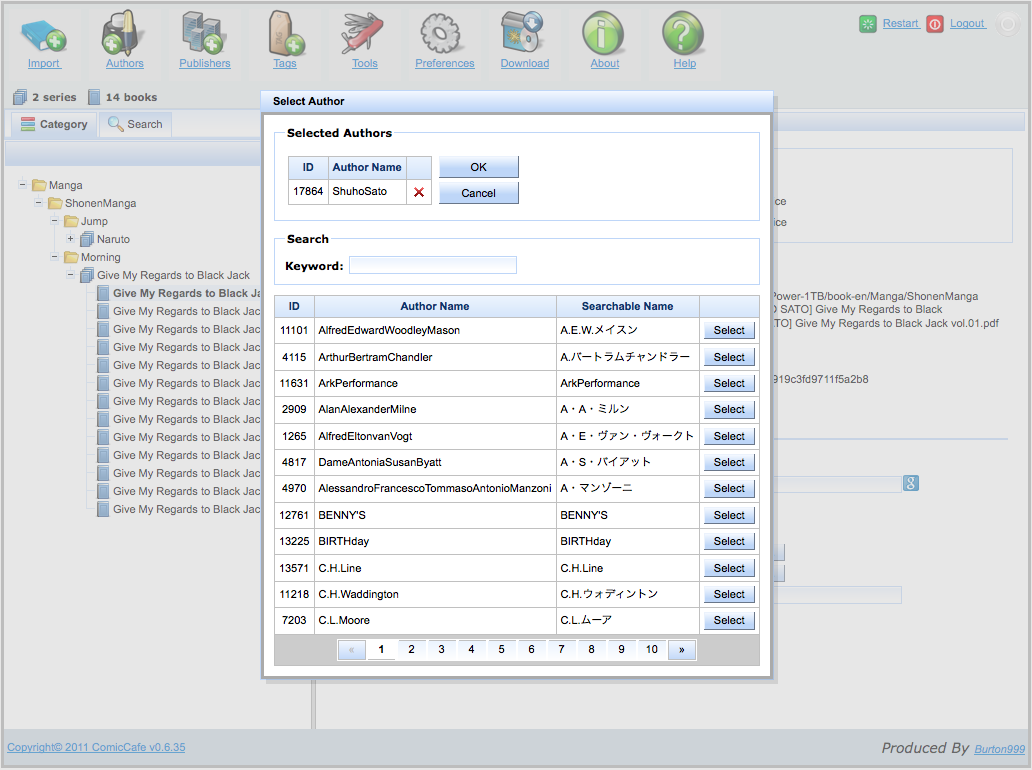 Import
Authors
Publishers
Tags
Tools
Preferences
Download
About
Help
Restart
Logout
2 series
14 books
Category
Search
Manga
ShonenManga
Jump
Naruto
Morning
Give My Regards to Black Jack
Give My Regards to Black Ja
Give My Regards to Black Jac
Give My Regards to Black Jac
Give My Regards to Black Jac
Give My Regards to Black Jac
Give My Regards to Black Jac
Give My Regards to Black Jac
Give My Regards to Black Jac
Give My Regards to Black Jac
Give My Regards to Black Jac
Give My Regards to Black Jac
Give My Regards to Black Jac
Give My Regards to Black Jac
Select Author
Selected Authors
ID Author Name
17864 ShuhoSato
OK
Cancel
Search
Keyword:
ID Author Name Searchable Name
11101 AlfredEdwardWoodleyMason A.E.W.メイスン Select
4115 ArthurBertramChandler A.バートラムチャンドラー Select
11631 ArkPerformance ArkPerformance Select
2909 AlanAlexanderMilne A・A・ミルン Select
1265 AlfredEltonvanVogt A・E・ヴァン・ヴォークト Select
4817 DameAntoniaSusanByatt A・S・バイアット Select
4970 AlessandroFrancescoTommasoAntonioManzoni A・マンゾーニ Select
12761 BENNY'S BENNY'S Select
13225 BIRTHday BIRTHday Select
13571 C.H.Line C.H.Line Select
11218 C.H.Waddington C.H.ウォディントン Select
7203 C.L.Moore C.L.ムーア Select
« 1 2 3 4 5 6 7 8 9 10 »
ce
ice
Power-1TB/book-en/Manga/ShonenManga
O SATO] Give My Regards to Black
TO] Give My Regards to Black Jack vol.01.pdf
919c3fd9711f5a2b8
8
Copyright© 2011 ComicCafe v0.6.35
Produced By Burton999